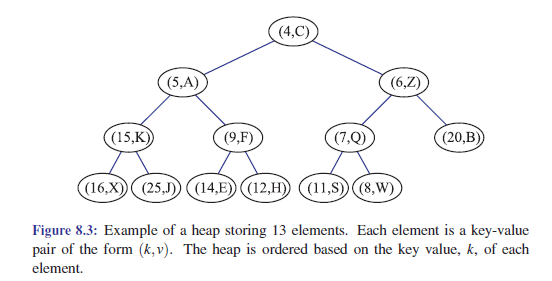 (4,C)
(5,A) (6,Z)
(15,K) (9,F) (7,Q) (20,B)
(16,X) (25,J) (14,E) (12,H) (11,S) (8,W)
Figure 8.3: Example of a heap storing 13 elements. Each element is a key-value
pair of the form (k,v). The heap is ordered based on the key value, k, of each
element.